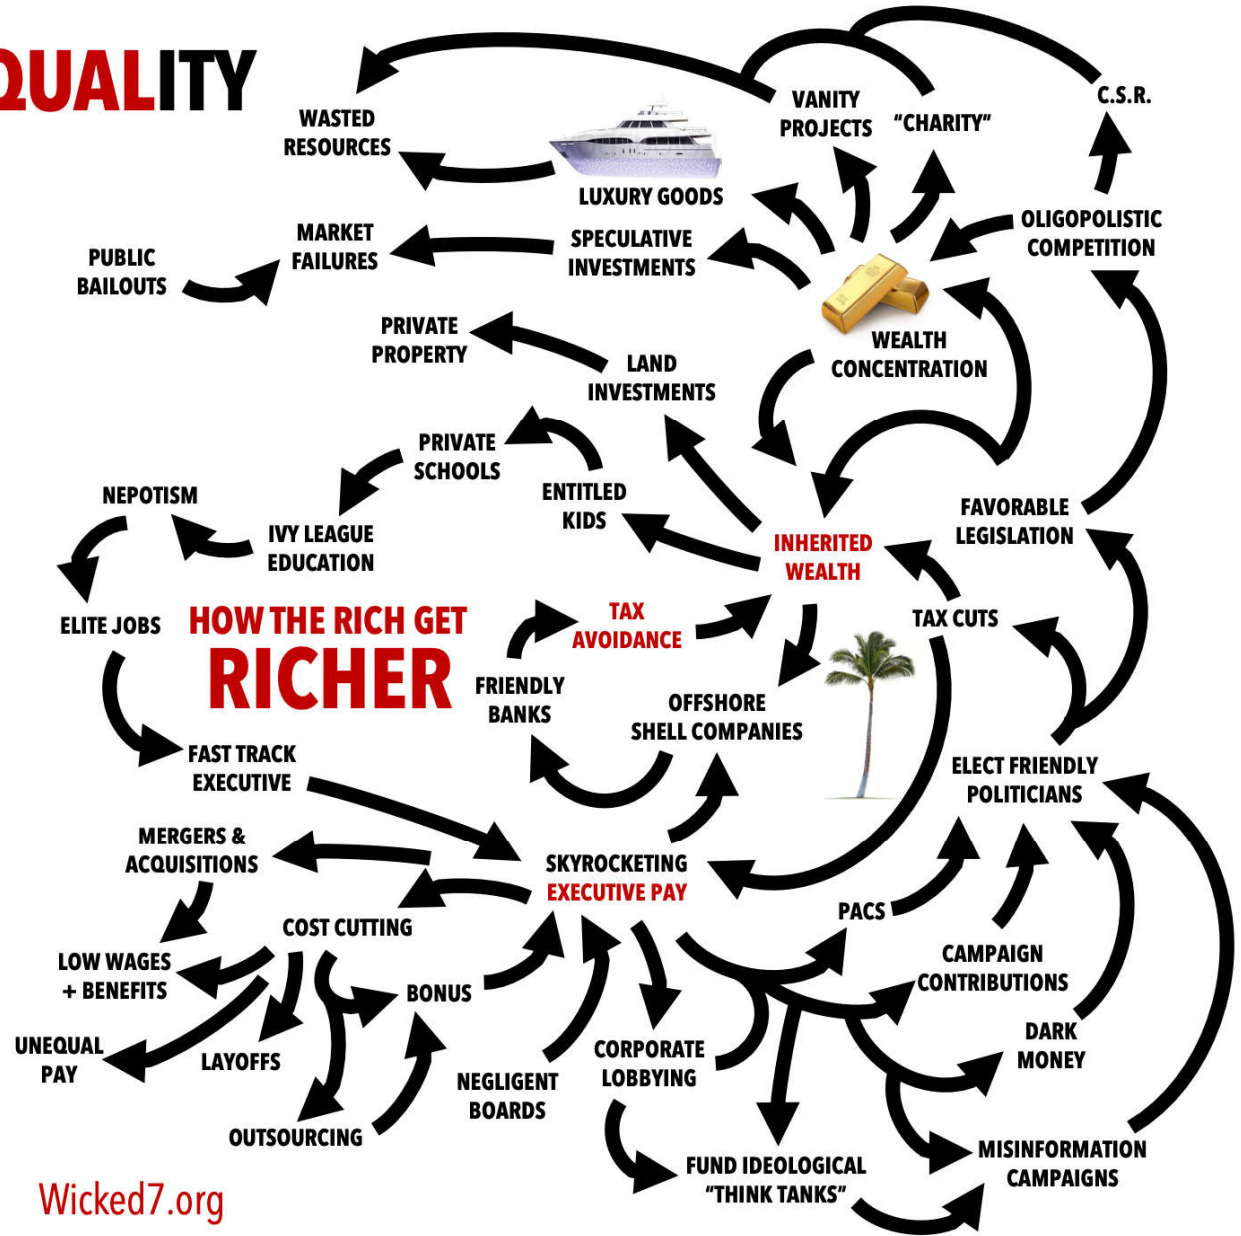 QUALITY
WASTED
RESOURCES
VANITY
PROJECTS
"CHARITY"
C.S.R.
LUXURY GOODS
PUBLIC
BAILOUTS
MARKET
FAILURES
SPECULATIVE
INVESTMENTS
OLIGOPOLISTIC
COMPETITION
PRIVATE
PROPERTY
LAND
INVESTMENTS
WEALTH
CONCENTRATION
PRIVATE
SCHOOLS
NEPOTISM
IVY LEAGUE
EDUCATION
ENTITLED
KIDS
INHERITED
WEALTH
FAVORABLE
LEGISLATION
ELITE JOBS
HOW THE RICH GET
RICHER
TAX
AVOIDANCE
TAX CUTS
FRIENDLY
BANKS
OFFSHORE
SHELL COMPANIES
FAST TRACK
EXECUTIVE
ELECT FRIENDLY
POLITICIANS
MERGERS &
ACQUISITIONS
SKYROCKETING
EXECUTIVE PAY
COST CUTTING
PACS
LOW WAGES
+ BENEFITS
BONUS
CAMPAIGN
CONTRIBUTIONS
UNEQUAL
PAY
LAYOFFS
NEGLIGENT
BOARDS
CORPORATE
LOBBYING
DARK
MONEY
OUTSOURCING
FUND IDEOLOGICAL
"THINK TANKS"
MISINFORMATION
CAMPAIGNS
Wicked7.org